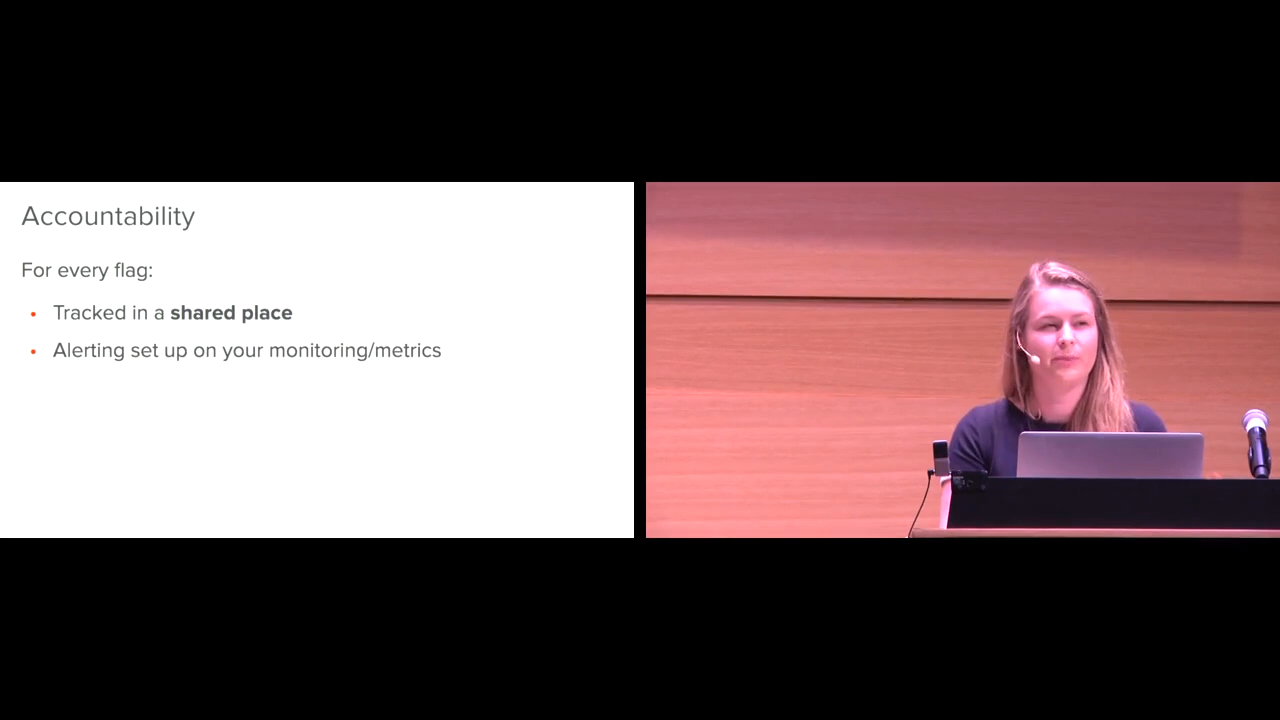 Accountability
For every flag:
• Tracked in a shared place
• Alerting set up on your monitoring/metrics